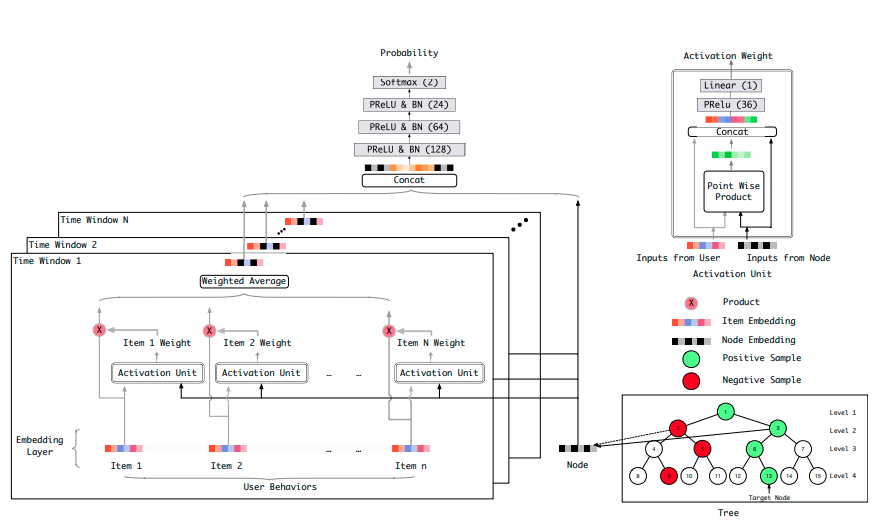 Probability
Softmax (2)
PReLU & BN (24)
PReLU & BN (64)
PReLU & BN (128)
Concat
Time Window N
Time Window 2
Time Window 1
Weighted Average
X
X
X
Item 1 Weight
Item 2 Weight
Item N Weight
Activation Unit
Activation Unit
... ...
Activation Unit
Embedding
Layer
... ...
Item 1
Item 2
Item n
User Behaviors
Node
Activation Weight
Linear (1)
PRelu (36)
Concat
Point Wise
Product
Inputs from User
Inputs from Node
Activation Unit
X
Product
Item Embedding
Node Embedding
Positive Sample
Negative Sample
1
Level 1
3
Level 2
4
5
6
7
Level 3
8
10
11
12
13
14
15
Level 4
Target Node
Tree